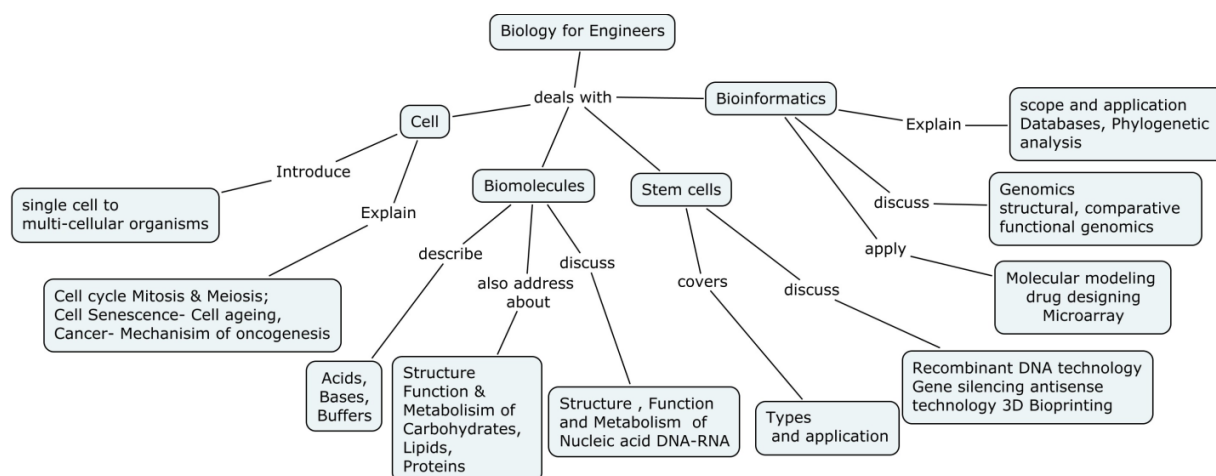 Biology for Engineers
deals with
Bioinformatics
Cell
Explain
scope and application
Databases, Phylogenetic
analysis
Introduce
Biomolecules
Stem cells
single cell to
multi-cellular organisms
Explain
discuss
Genomics
structural, comparative
functional genomics
describe
discuss
apply
also address
about
covers
discuss
Molecular modeling
drug designing
Microarray
Cell cycle Mitosis & Meiosis;
Cell Senescence- Cell ageing,
Cancer- Mechanisim of oncogenesis
Acids,
Bases,
Buffers
Structure
Function &
Metabolisim of
Carbohydrates,
Lipids,
Proteins
Structure , Function
and Metabolism of
Nucleic acid DNA-RNA
Types
and application
Recombinant DNA technology
Gene silencing antisense
technology 3D Bioprinting